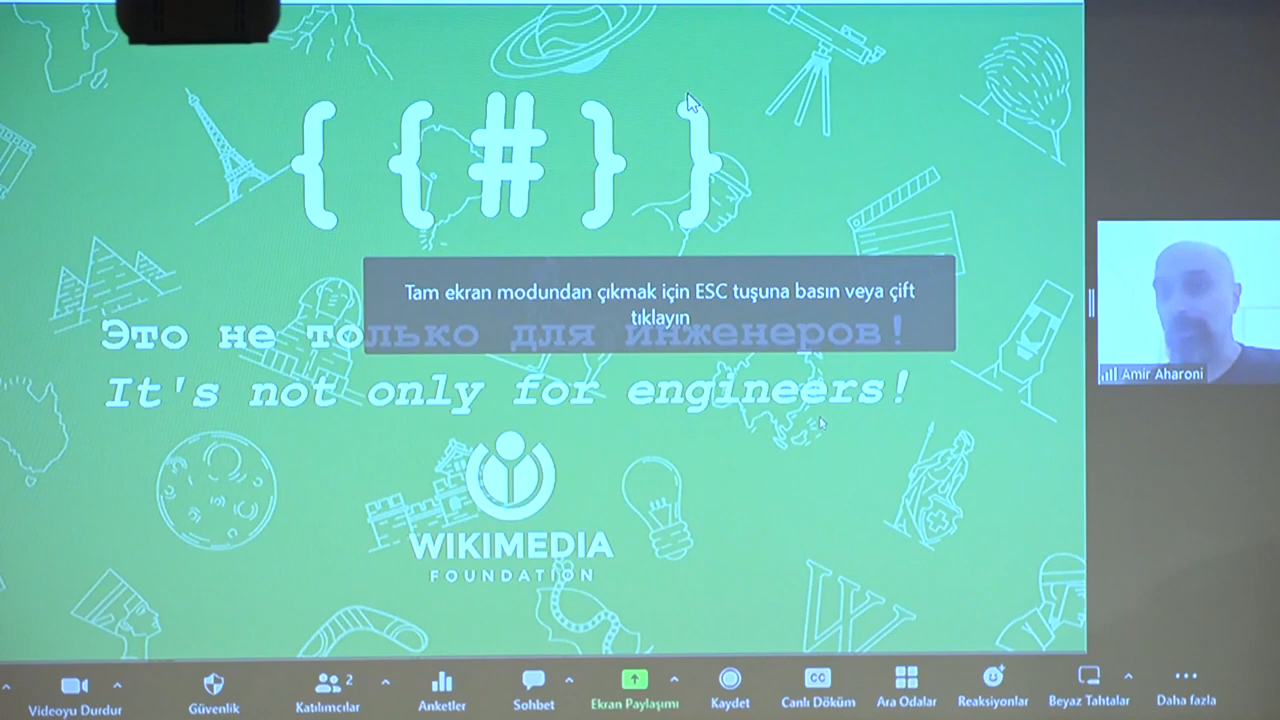 {{#}}
Tam ekran modundan çıkmak için ESC tuşuna basın veya çift
tıklayın
Это не только для инженеров!
It's not only for engineers!
WIKIMEDIA
FOUNDATION
W
Amir Aharoni
Videoyu Durdur
Güvenlik
2
Katılımcılar
Anketler
Sohbet
Ekran Paylaşımı
Kaydet
CC
Canlı Döküm
Ara Odalar
Reaksiyonlar
Beyaz Tahtalar
Daha fazla